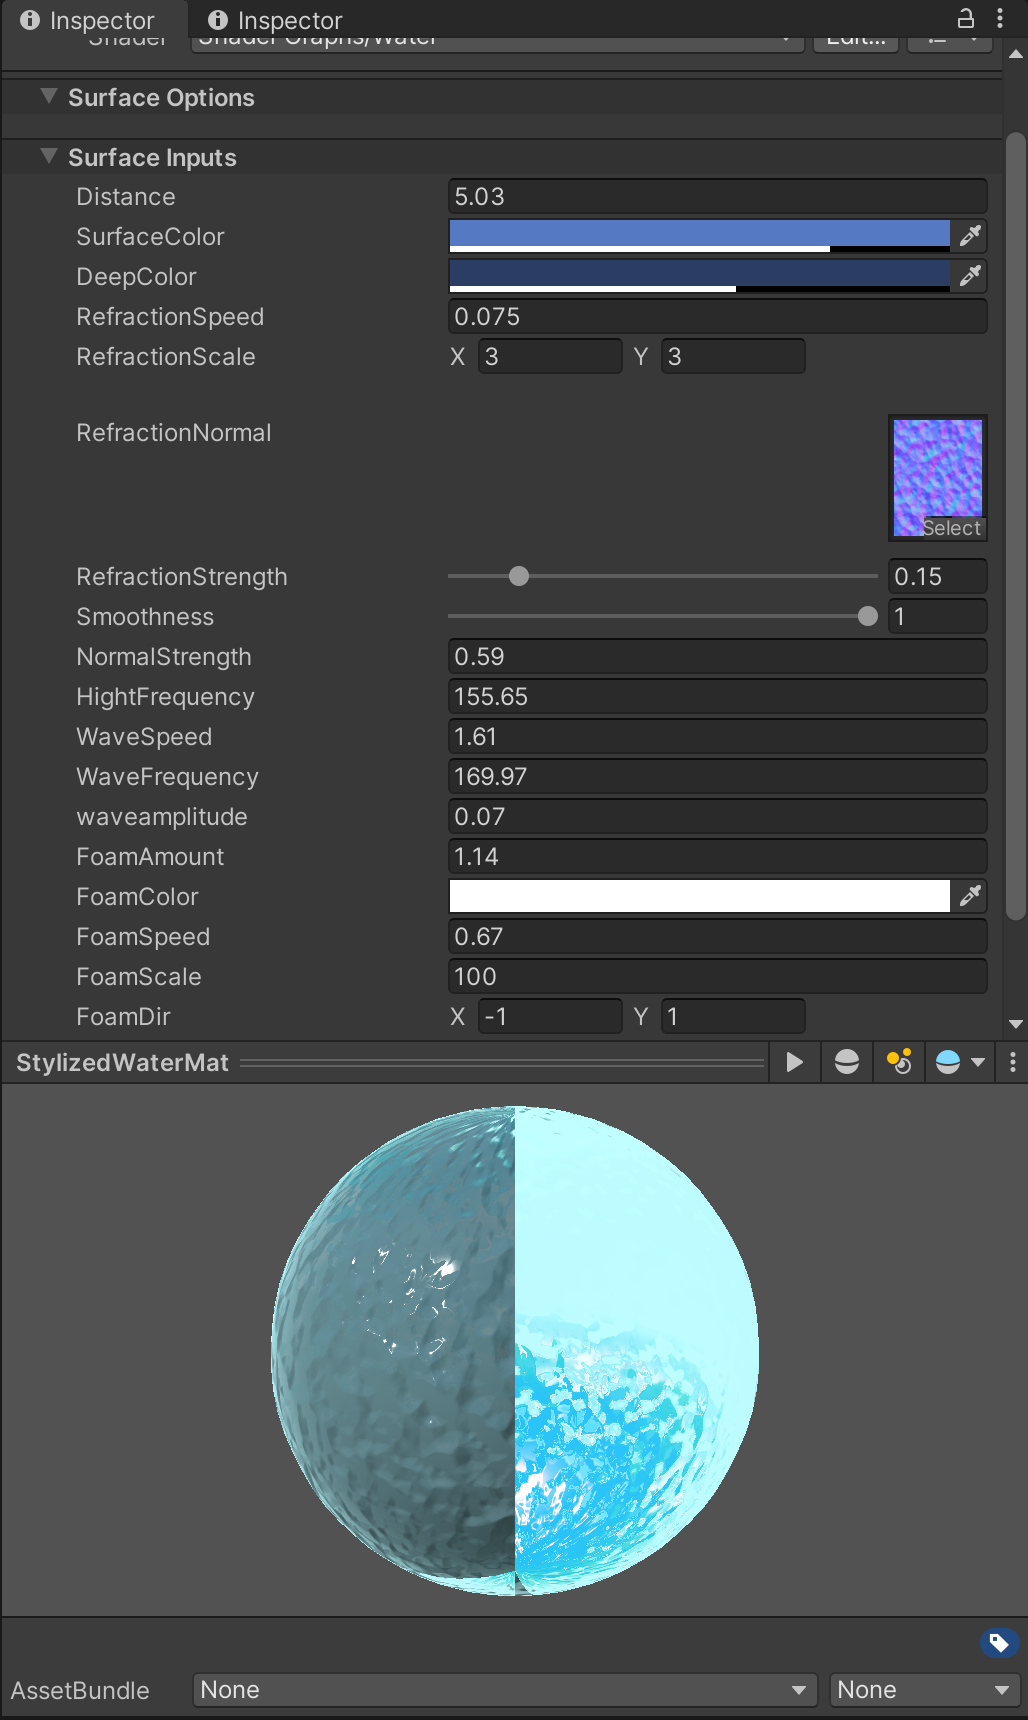 Inspector Inspector
Shader Shader Graphs/Water Edit...
Surface Options
Surface Inputs
Distance 5.03
SurfaceColor
DeepColor
RefractionSpeed 0.075
RefractionScale X 3 Y 3
RefractionNormal
Select
RefractionStrength 0.15
Smoothness 1
NormalStrength 0.59
HightFrequency 155.65
WaveSpeed 1.61
WaveFrequency 169.97
waveamplitude 0.07
FoamAmount 1.14
FoamColor
FoamSpeed 0.67
FoamScale 100
FoamDir X -1 Y 1
StylizedWaterMat
AssetBundle None None